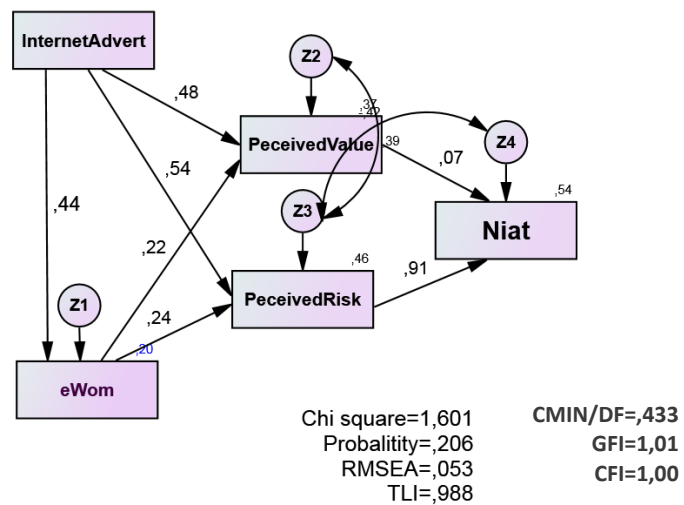 InternetAdvert
Z2
,48
,37
-,42
PeceivedValue
,39
Z4
,07
,54
,54
Niat
,44
Z3
,22
,46
PeceivedRisk
,91
Z1
,24
,20
eWom
Chi square=1,601
Probalitity=,206
RMSEA=,053
TLI=,988
CMIN/DF=,433
GFI=1,01
CFI=1,00